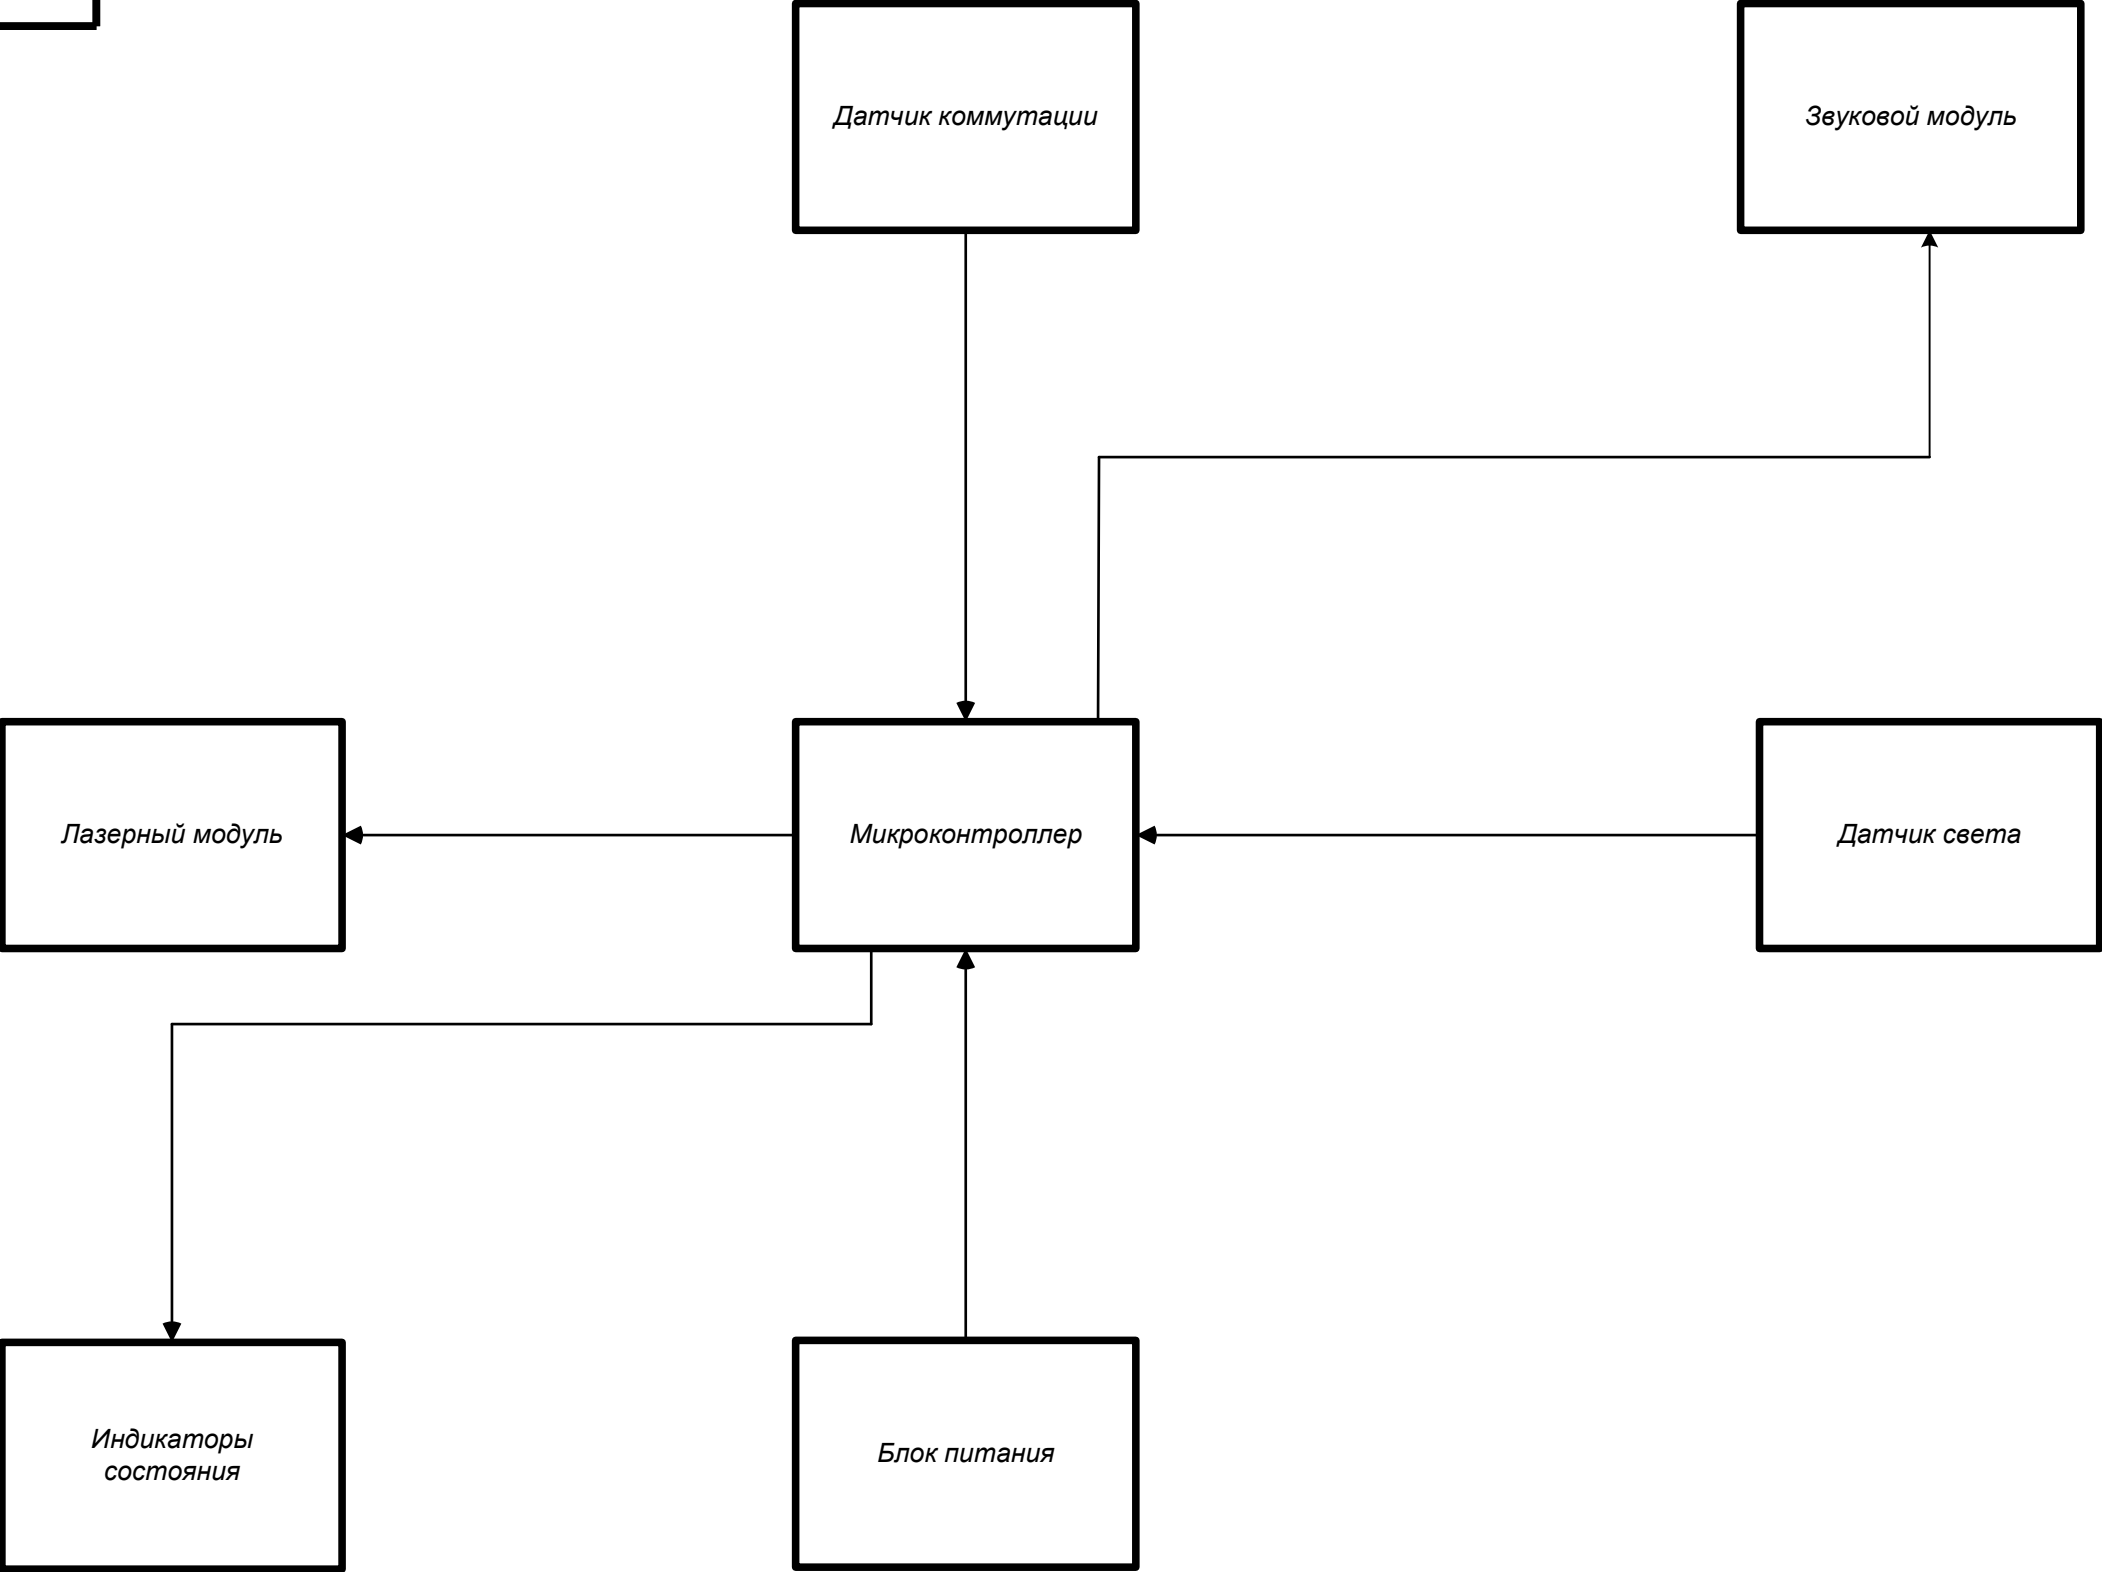 Датчик коммутации
Звуковой модуль
Лазерный модуль
Микроконтроллер
Датчик света
Индикаторы
состояния
Блок питания